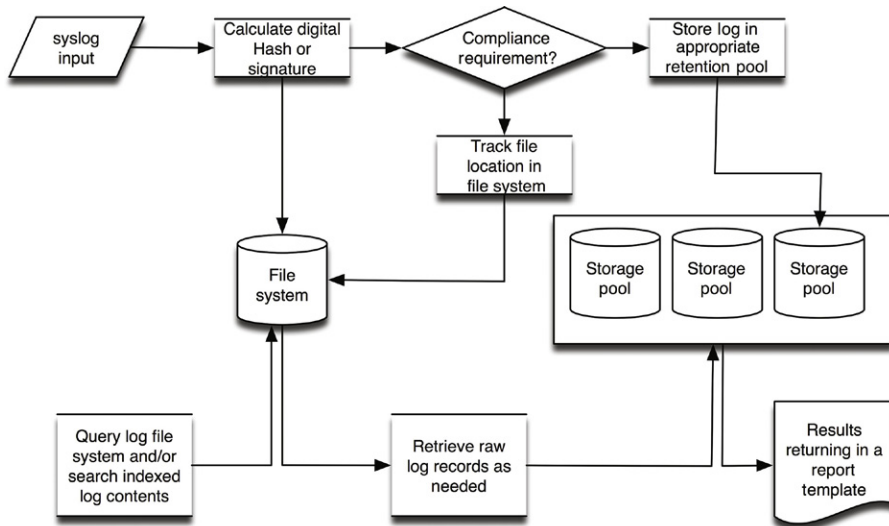 syslog
input
Calculate digital
Hash or
signature
Compliance
requirement?
Store log in
appropriate
retention pool
Track file
location in
file system
File
system
Storage
pool
Storage
pool
Storage
pool
Query log file
system and/or
search indexed
log contents
Retrieve raw
log records as
needed
Results
returning in a
report
template